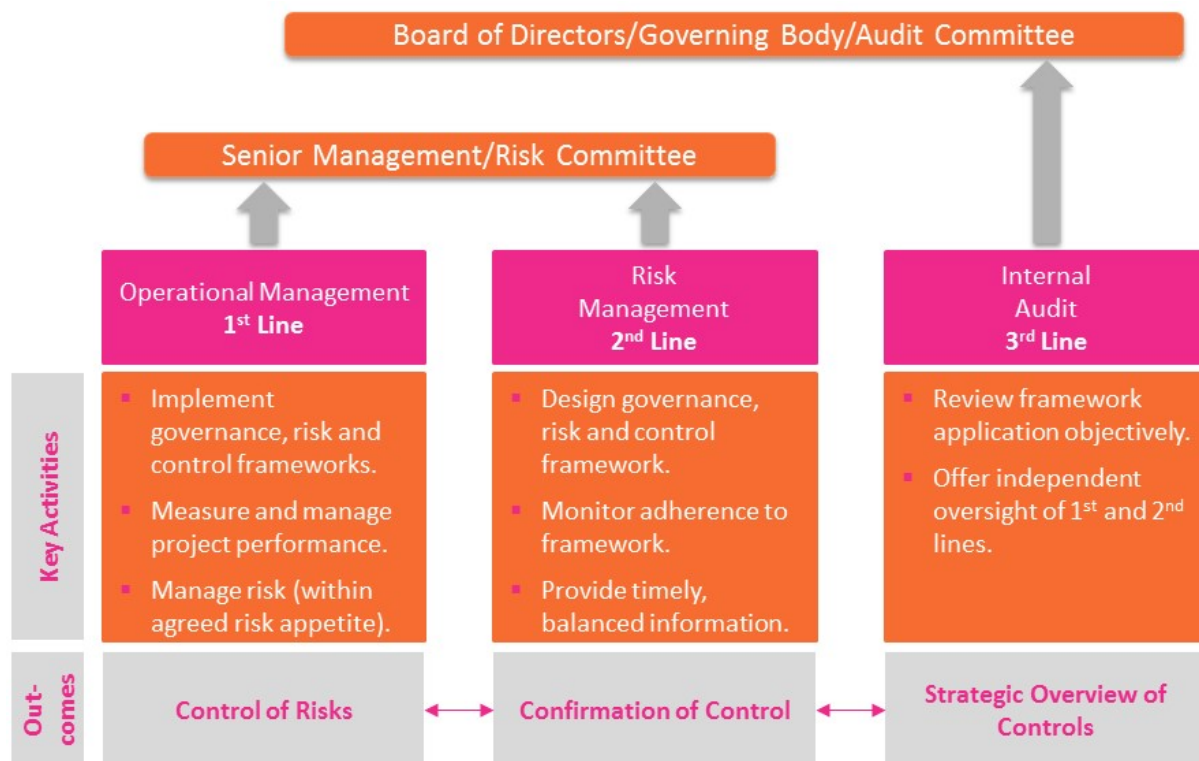 Board of Directors/Governing Body/Audit Committee
Senior Management/Risk Committee
Operational Management
1st Line
Risk
Management
2nd Line
Internal
Audit
3rd Line
Key Activities
▪ Implement
governance, risk and
control frameworks.
▪ Measure and manage
project performance.
▪ Manage risk (within
agreed risk appetite).
▪ Design governance,
risk and control
framework.
▪ Monitor adherence to
framework.
▪ Provide timely,
balanced information.
▪ Review framework
application objectively.
▪ Offer independent
oversight of 1st and 2nd
lines.
Out-
comes
Control of Risks
Confirmation of Control
Strategic Overview of
Controls